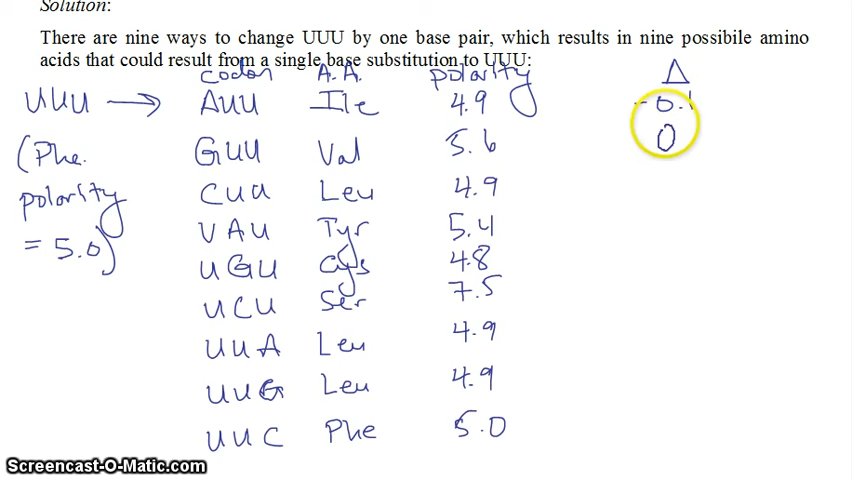 Solution:
There are nine ways to change UUU by one base pair, which results in nine possibile amino
acids that could result from a single base substitution to UUU:
codon A.A. polarity Δ
UUU → AUU Ile 4.9 -0.1
(Phe. GUU Val 5.6 0
polarity CUU Leu 4.9
= 5.0) UAU Tyr 5.4
UGU Cys 4.8
UCU Ser 7.5
UUA Leu 4.9
UUG Leu 4.9
UUC Phe 5.0
Screencast-O-Matic.com